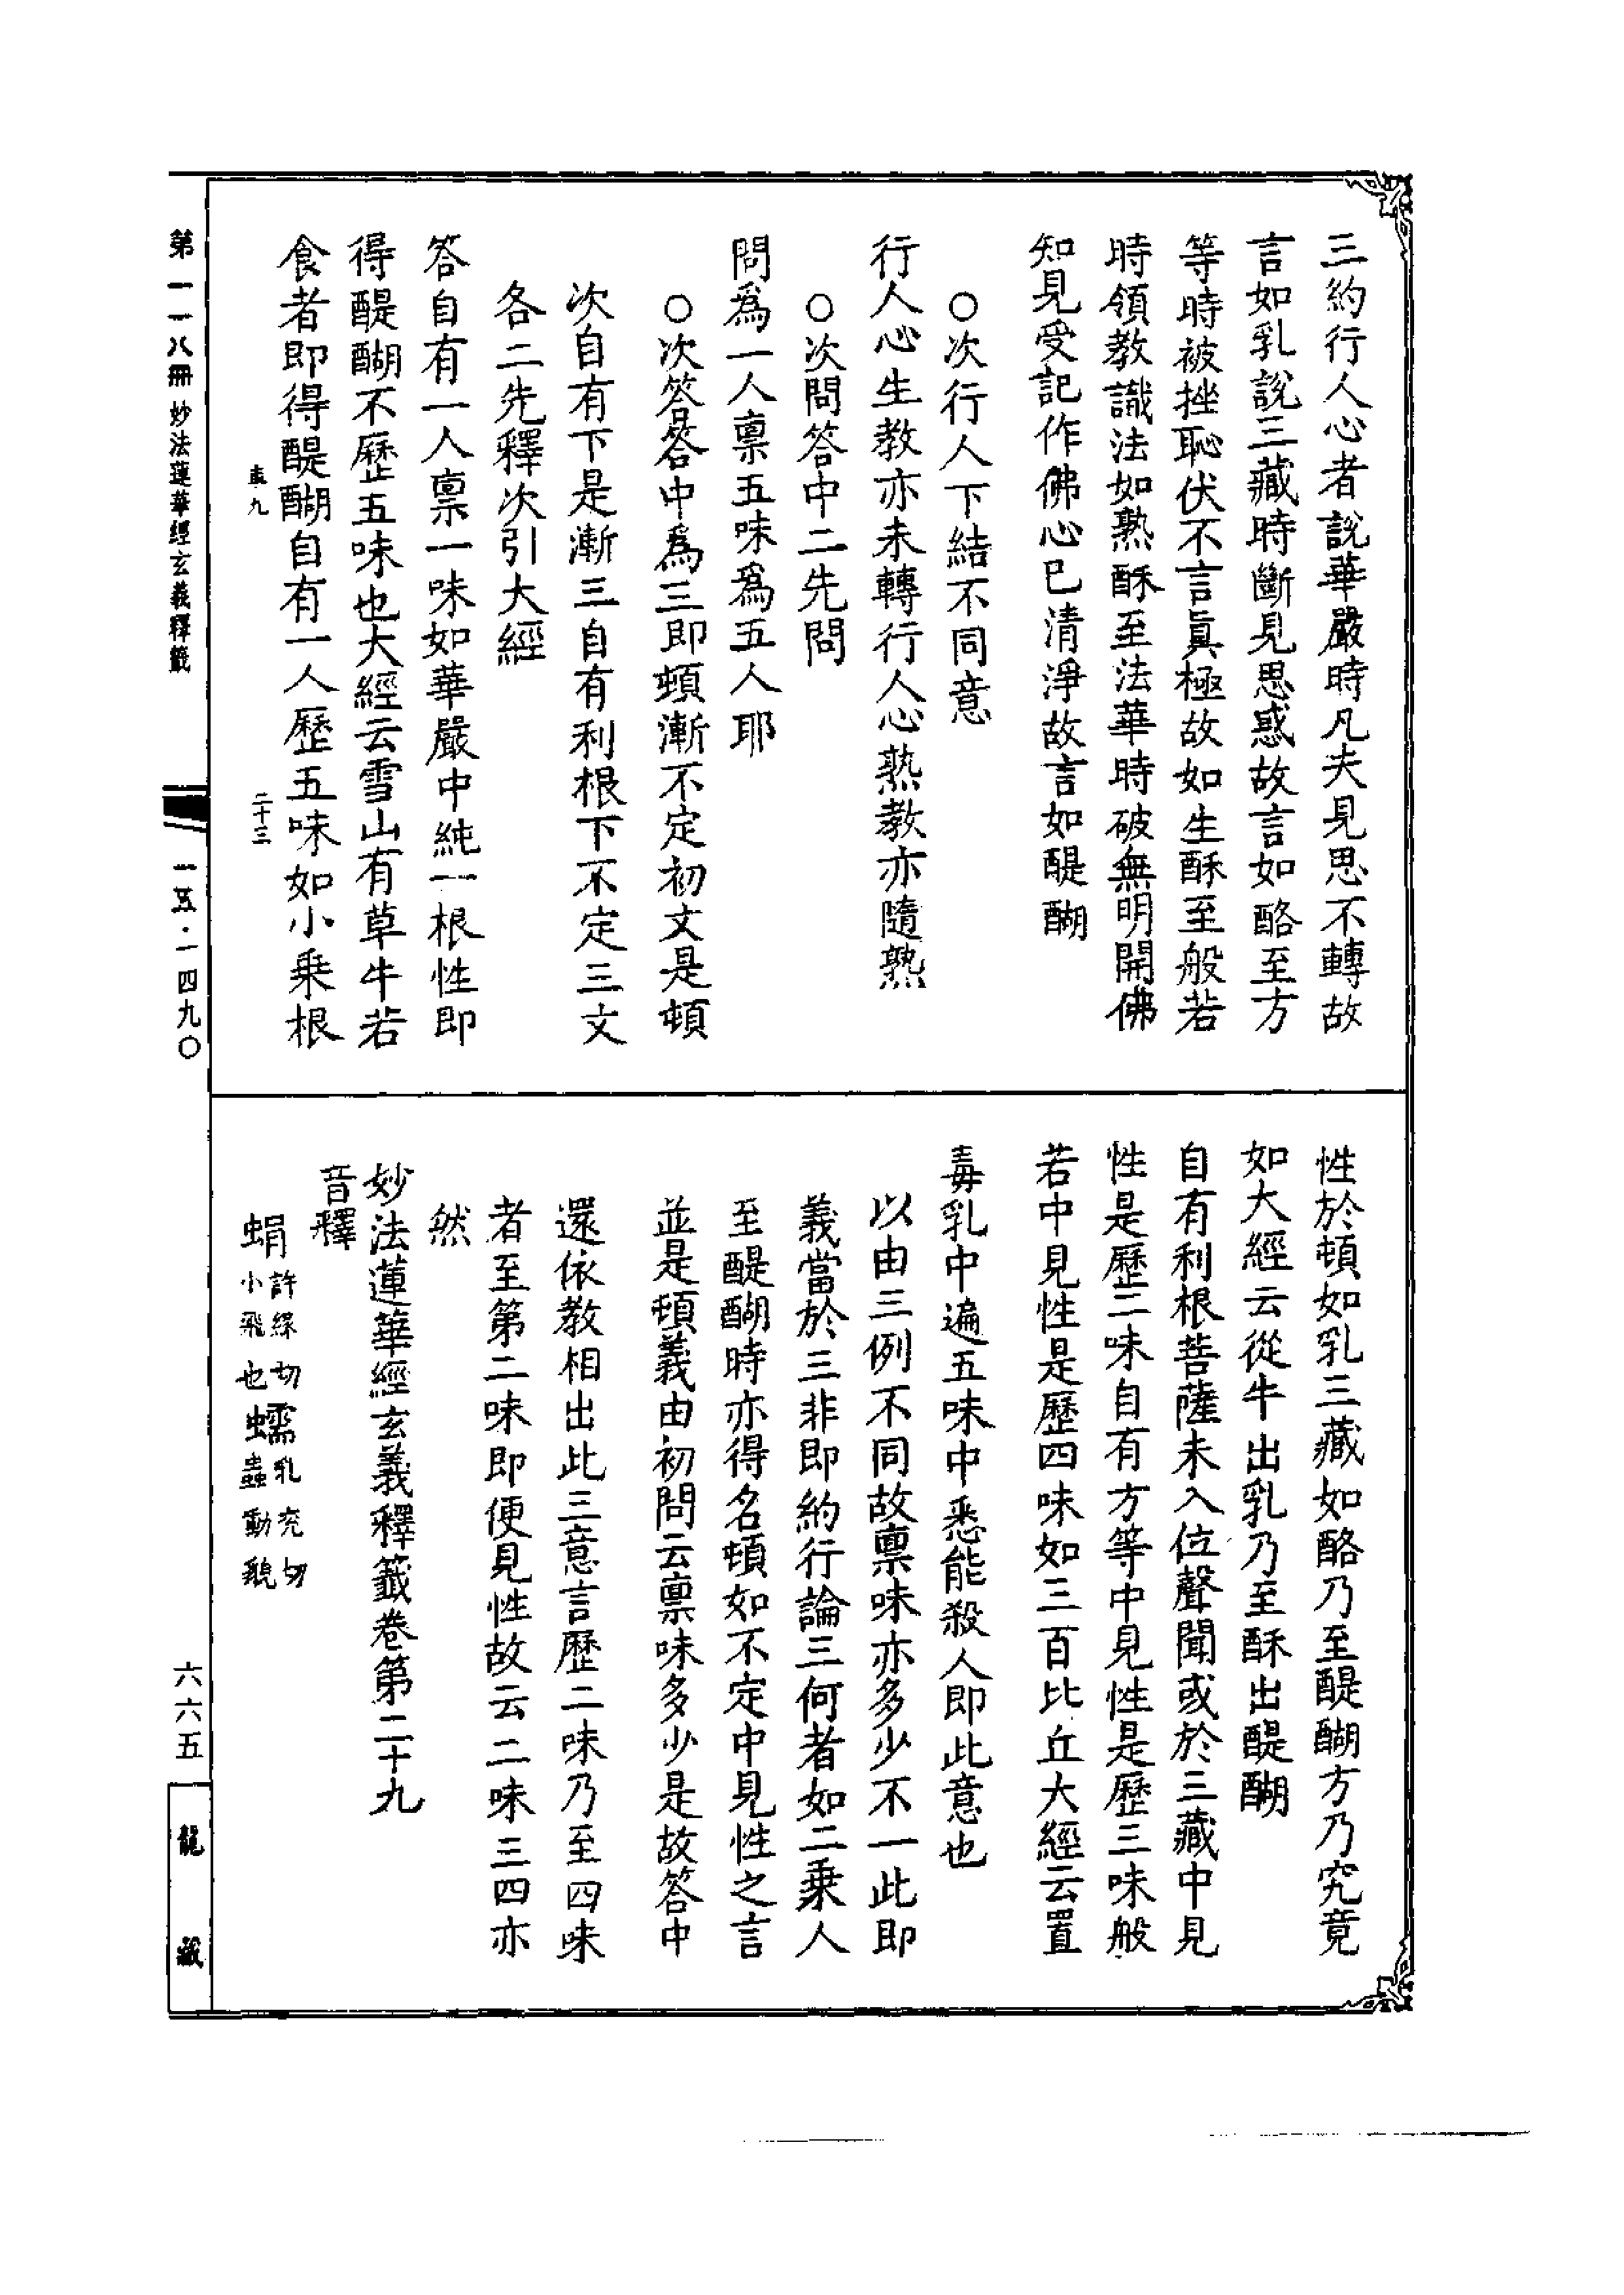 三約行人心者說華嚴時凡夫見思不轉故
言如乳說三藏時斷見思惑故言如酪至方
等時被挫恥伏不言眞極故如生酥至般若
時領教識法如熟酥至法華時破無明開佛
知見受記作佛心已清淨故言如醍醐
○次行人下結不同意
行人心生教亦未轉行人心熟教亦隨熟
○次問答中二先問
問爲一人禀五味爲五人耶
○次答答中爲三即頓漸不定初文是頓
次自有下是漸三自有利根下不定三文
各二先釋次引大經
答自有一人禀一味如華嚴中純一根性即
得醍醐不歷五味也大經云雪山有草牛若
食者即得醍醐自有一人歷五味如小乘根
九
二十三
性於頓如乳三藏如酪乃至醍醐方乃究竟
如大經云從牛出乳乃至酥出醍醐
自有利根菩薩未入位聲聞或於三藏中見
性是歷二味自有方等中見性是歷三味般
若中見性是歷四味如三百比丘大經云置
毒乳中遍五味中悉能殺人即此意也
以由三例不同故禀味亦多少不一此即
義當於三非即約行論三何者如二乘人
至醍醐時亦得名頓如不定中見性之言
並是頓義由初問云禀味多少是故答中
還依教相出此三意言歷二味乃至四味
者至第二味即便見性故云二味三四亦
然
妙法蓮華經玄義釋籤卷第二十九
音釋
蜎許緣切小飛也蠕乳兖切蟲動貌
第一一八冊 妙法蓮華經玄義釋籤
一五·一四九〇
六六五
龍藏